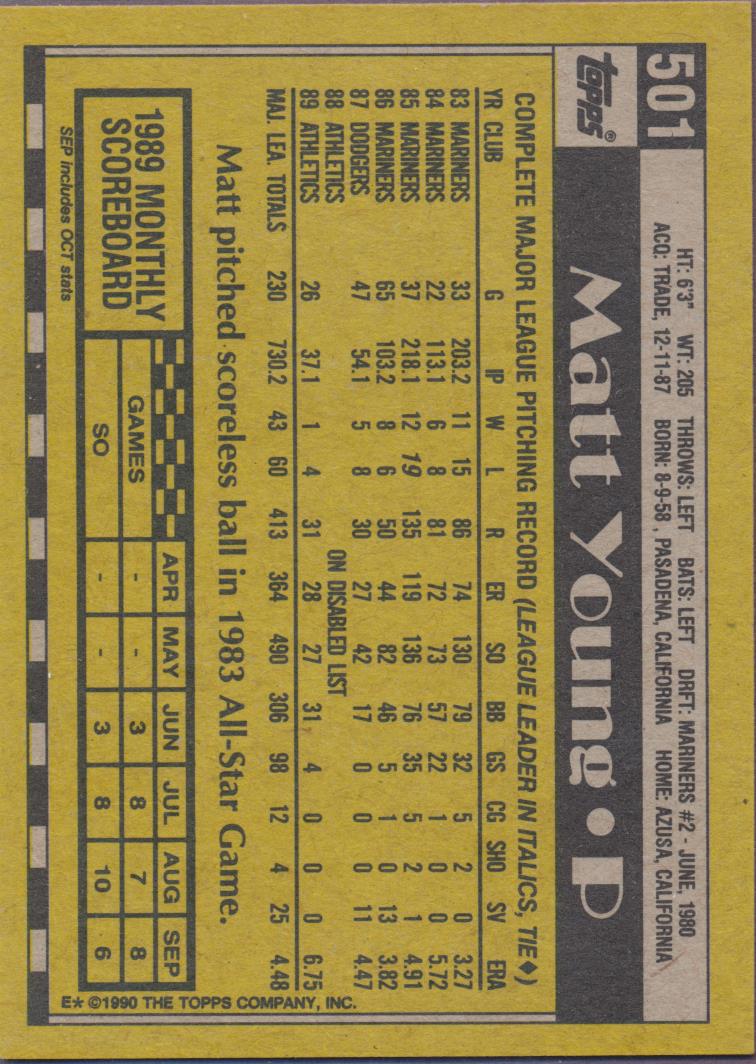 501
HT: 6'3" WT: 205 THROWS: LEFT BATS: LEFT DRFT: MARINERS #2 - JUNE, 1980
ACQ: TRADE, 12-11-87 BORN: 8-9-58, PASADENA, CALIFORNIA HOME: AZUSA, CALIFORNIA
topps®
Matt Young • P
COMPLETE MAJOR LEAGUE PITCHING RECORD (LEAGUE LEADER IN ITALICS, TIE♦)
YR CLUB G IP W L R ER SO BB GS CG SHO SV ERA
83 MARINERS 33 203.2 11 15 86 74 130 79 32 5 2 0 3.27
84 MARINERS 22 113.1 6 8 81 72 73 57 22 1 0 0 5.72
85 MARINERS 37 218.1 12 19 135 119 136 76 35 5 2 1 4.91
86 MARINERS 65 103.2 8 6 50 44 82 46 5 1 0 13 3.82
87 DODGERS 47 54.1 5 8 30 27 42 17 0 0 0 11 4.47
88 ATHLETICS ON DISABLED LIST
89 ATHLETICS 26 37.1 1 4 31 28 27 31 4 0 0 0 6.75
MAJ. LEA. TOTALS 230 730.2 43 60 413 364 490 306 98 12 4 25 4.48
Matt pitched scoreless ball in 1983 All-Star Game.
1989 MONTHLY
SCOREBOARD
APR MAY JUN JUL AUG SEP
GAMES - - 3 8 7 8
SO - - 3 8 10 6
SEP includes OCT stats
E* ©1990 THE TOPPS COMPANY, INC.